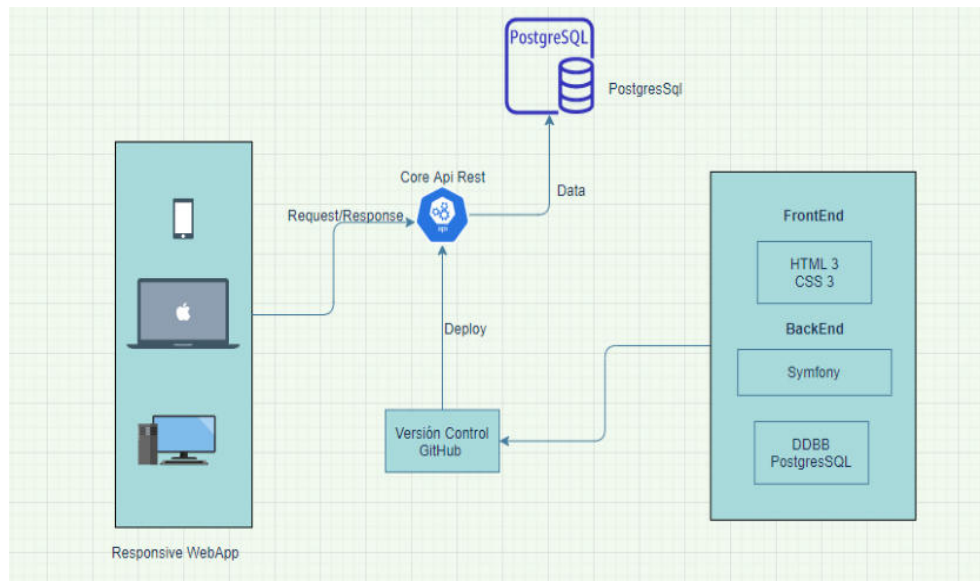 PostgreSQL
PostgresSql
Core Api Rest
Request/Response
api
Data
Deploy
Versión Control
GitHub
Responsive WebApp
FrontEnd
HTML 3
CSS 3
BackEnd
Symfony
DDBB
PostgresSQL